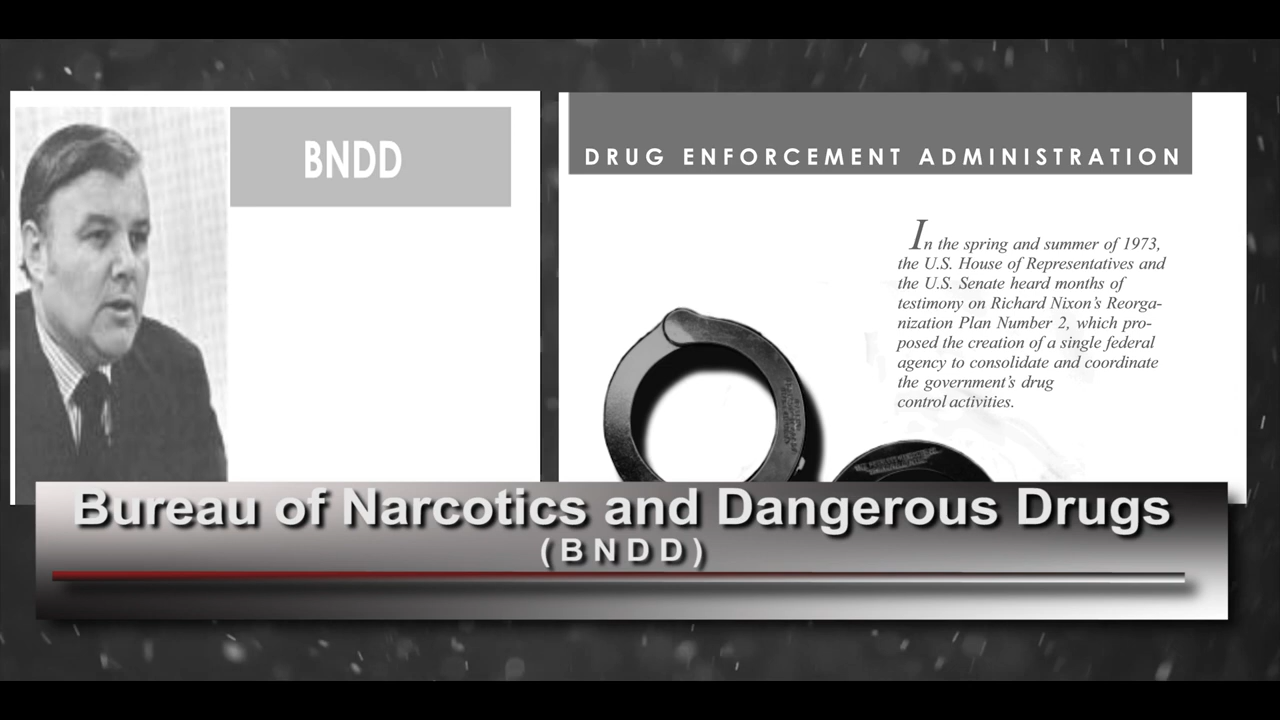 BNDD
DRUG ENFORCEMENT ADMINISTRATION
In the spring and summer of 1973,
the U.S. House of Representatives and
the U.S. Senate heard months of
testimony on Richard Nixon's Reorga-
nization Plan Number 2, which pro-
posed the creation of a single federal
agency to consolidate and coordinate
the government's drug
control activities.
Bureau of Narcotics and Dangerous Drugs
(BNDD)